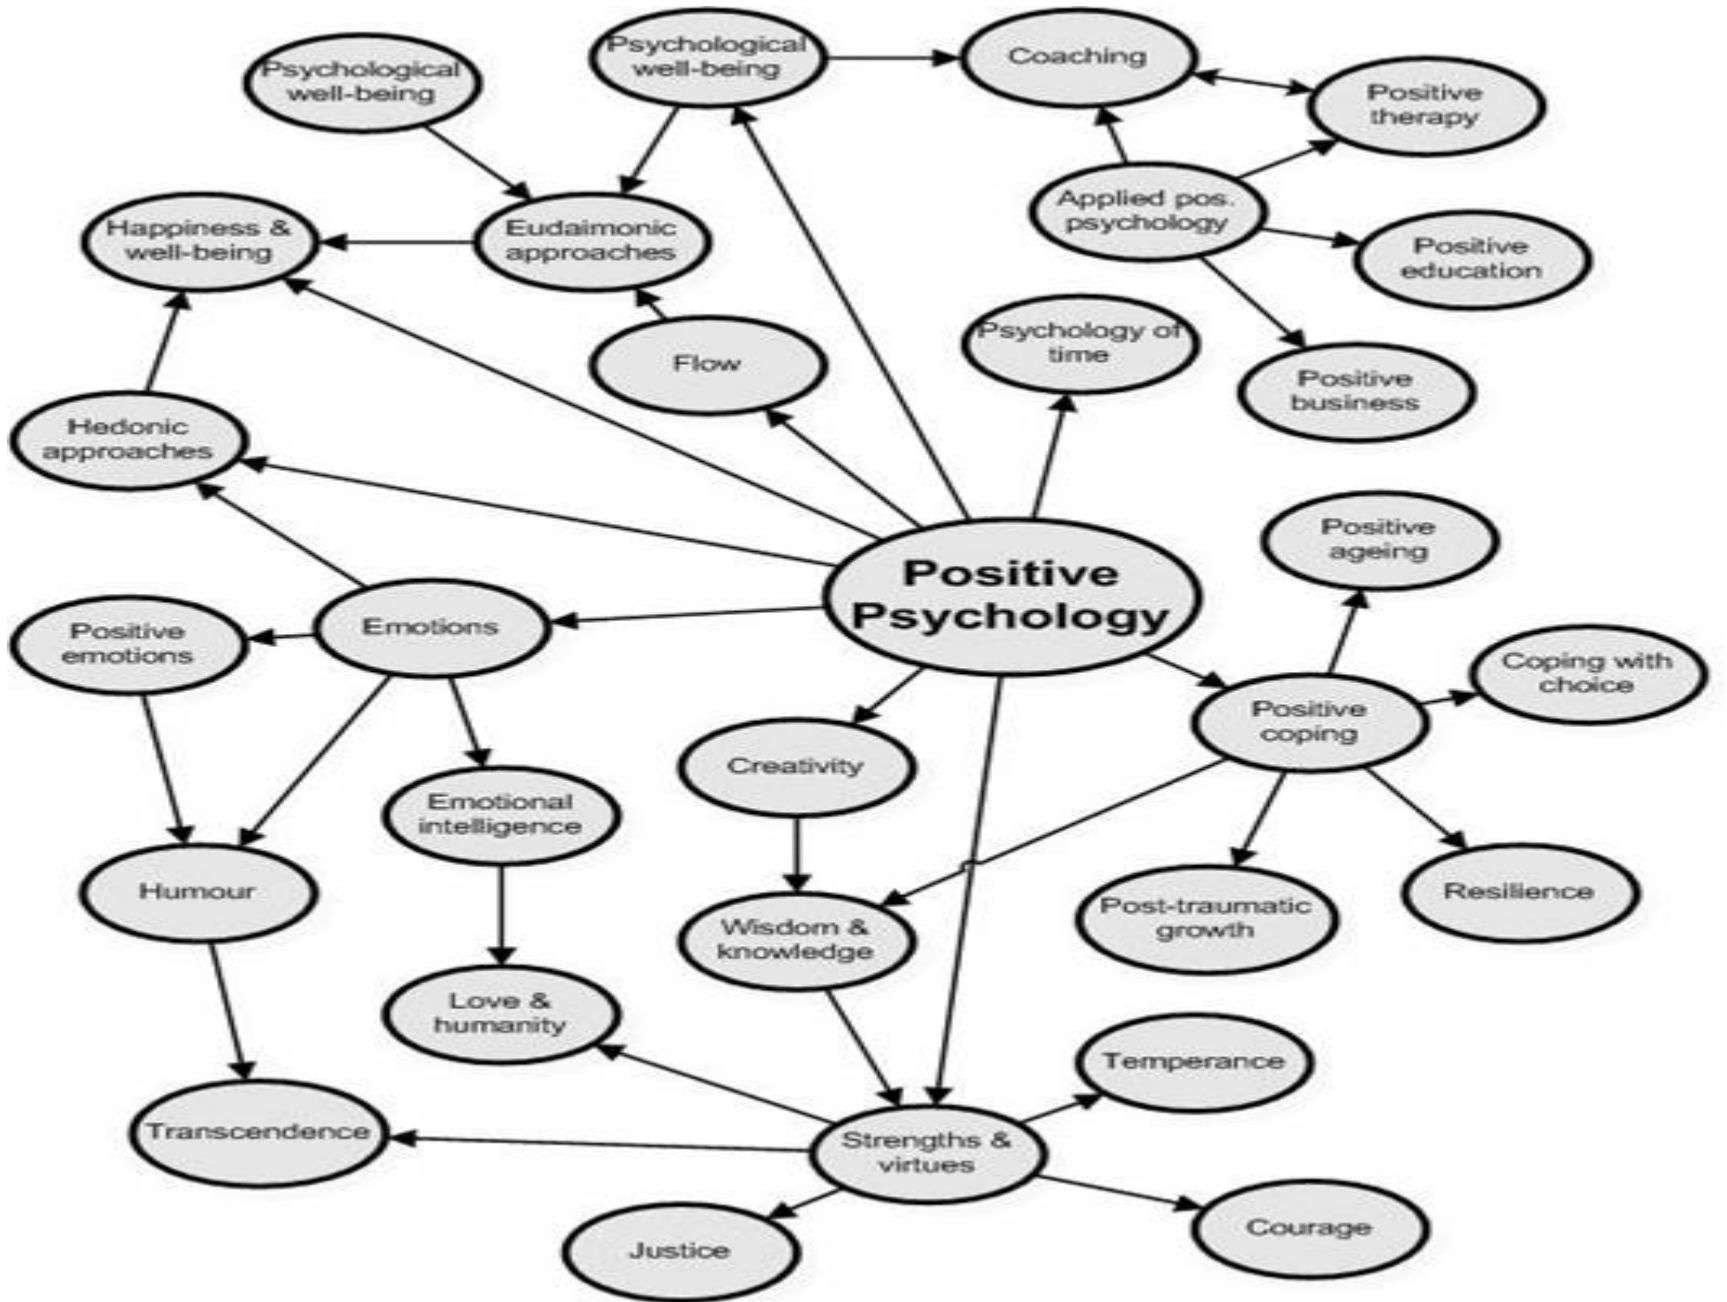 Psychological
well-being
Psychological
well-being
Coaching
Positive
therapy
Happiness &
well-being
Eudaimonic
approaches
Applied pos.
psychology
Positive
education
Flow
Psychology of
time
Positive
business
Hedonic
approaches
Positive
Psychology
Positive
ageing
Positive
emotions
Emotions
Coping with
choice
Positive
coping
Creativity
Emotional
intelligence
Humour
Wisdom &
knowledge
Post-traumatic
growth
Resilience
Love &
humanity
Temperance
Transcendence
Strengths &
virtues
Justice
Courage